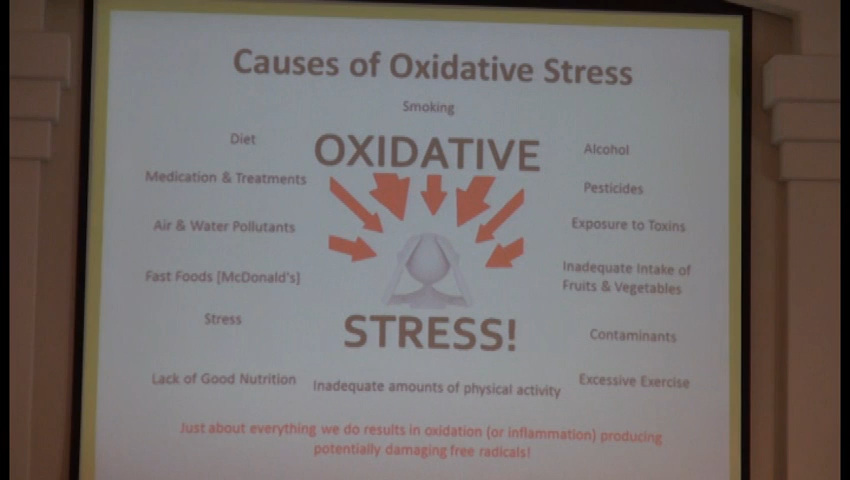 Causes of Oxidative Stress
Smoking
Diet
OXIDATIVE
Alcohol
Medication & Treatments
Pesticides
Air & Water Pollutants
Exposure to Toxins
Fast Foods [McDonald's]
Inadequate Intake of
Fruits & Vegetables
Stress
STRESS!
Contaminants
Lack of Good Nutrition
Inadequate amounts of physical activity
Excessive Exercise
Just about everything we do results in oxidation (or inflammation) producing
potentially damaging free radicals!